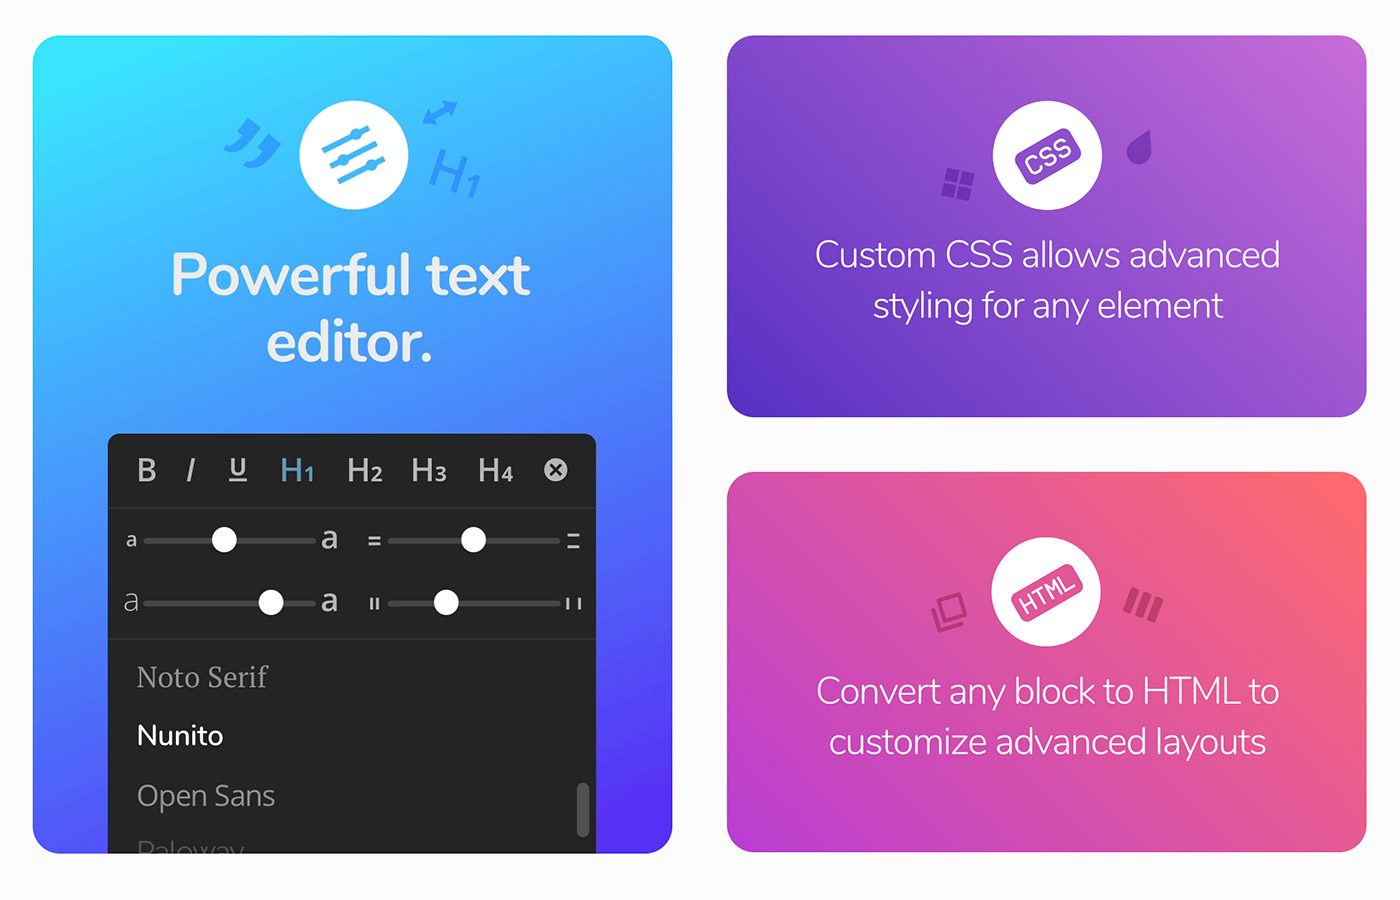 H1
Powerful text
editor.
B I U H1 H2 H3 H4
a a
a a
Noto Serif
Nunito
Open Sans
CSS
Custom CSS allows advanced
styling for any element
HTML
Convert any block to HTML to
customize advanced layouts